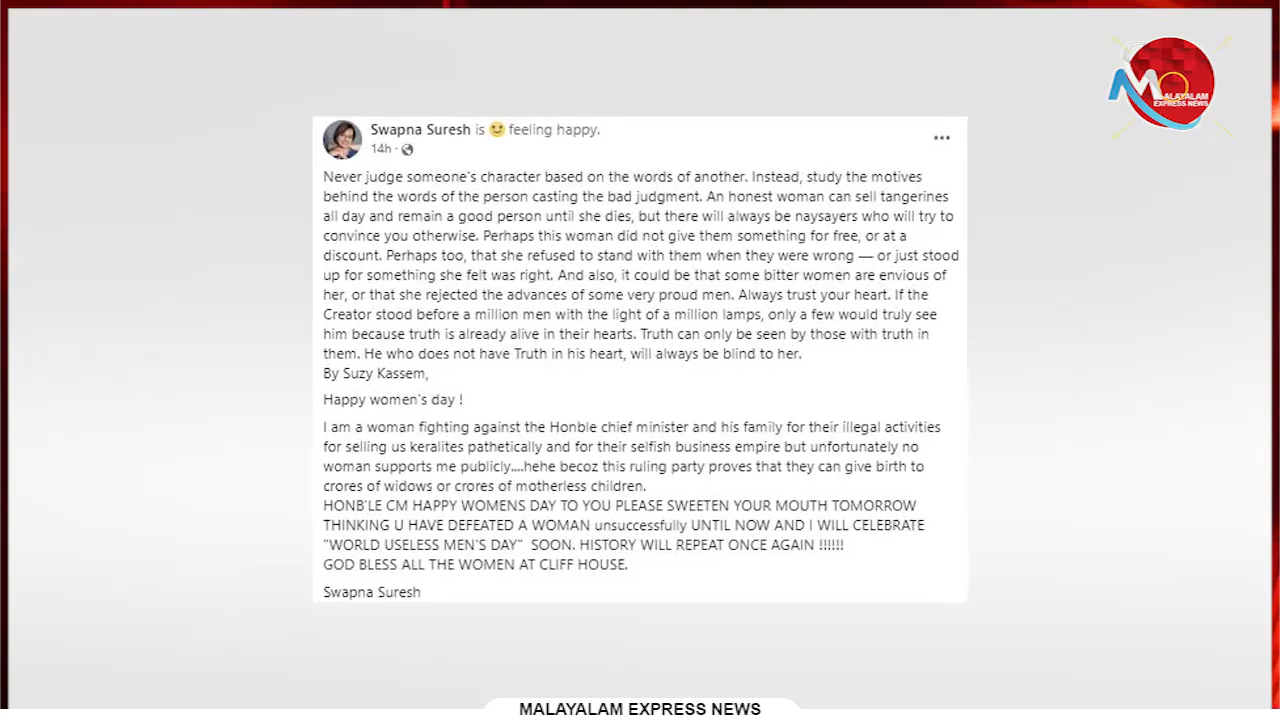 ALAYALAM
EXPRESS NEWS
Swapna Suresh is feeling happy.
14h ·
Never judge someone's character based on the words of another. Instead, study the motives
behind the words of the person casting the bad judgment. An honest woman can sell tangerines
all day and remain a good person until she dies, but there will always be naysayers who will try to
convince you otherwise. Perhaps this woman did not give them something for free, or at a
discount. Perhaps too, that she refused to stand with them when they were wrong — or just stood
up for something she felt was right. And also, it could be that some bitter women are envious of
her, or that she rejected the advances of some very proud men. Always trust your heart. If the
Creator stood before a million men with the light of a million lamps, only a few would truly see
him because truth is already alive in their hearts. Truth can only be seen by those with truth in
them. He who does not have Truth in his heart, will always be blind to her.
By Suzy Kassem,
Happy women's day !
I am a woman fighting against the Honble chief minister and his family for their illegal activities
for selling us keralites pathetically and for their selfish business empire but unfortunately no
woman supports me publicly....hehe becoz this ruling party proves that they can give birth to
crores of widows or crores of motherless children.
HONB'LE CM HAPPY WOMENS DAY TO YOU PLEASE SWEETEN YOUR MOUTH TOMORROW
THINKING U HAVE DEFEATED A WOMAN unsuccessfully UNTIL NOW AND I WILL CELEBRATE
"WORLD USELESS MEN'S DAY" SOON. HISTORY WILL REPEAT ONCE AGAIN !!!!!!
GOD BLESS ALL THE WOMEN AT CLIFF HOUSE.
Swapna Suresh
MALAYALAM EXPRESS NEWS